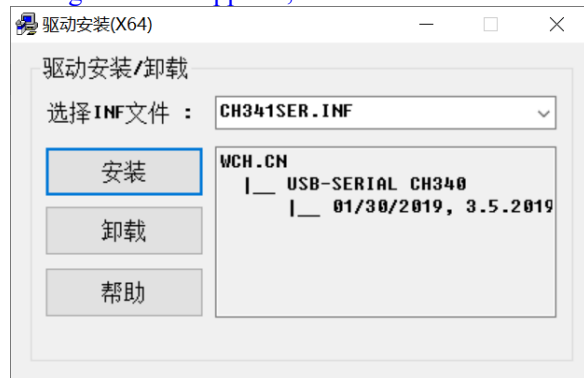 驱动安装(X64)
驱动安装/卸载
选择INF文件 :
CH341SER.INF
安装
卸载
帮助
WCH.CN
|__ USB-SERIAL CH340
|__ 01/30/2019, 3.5.2019